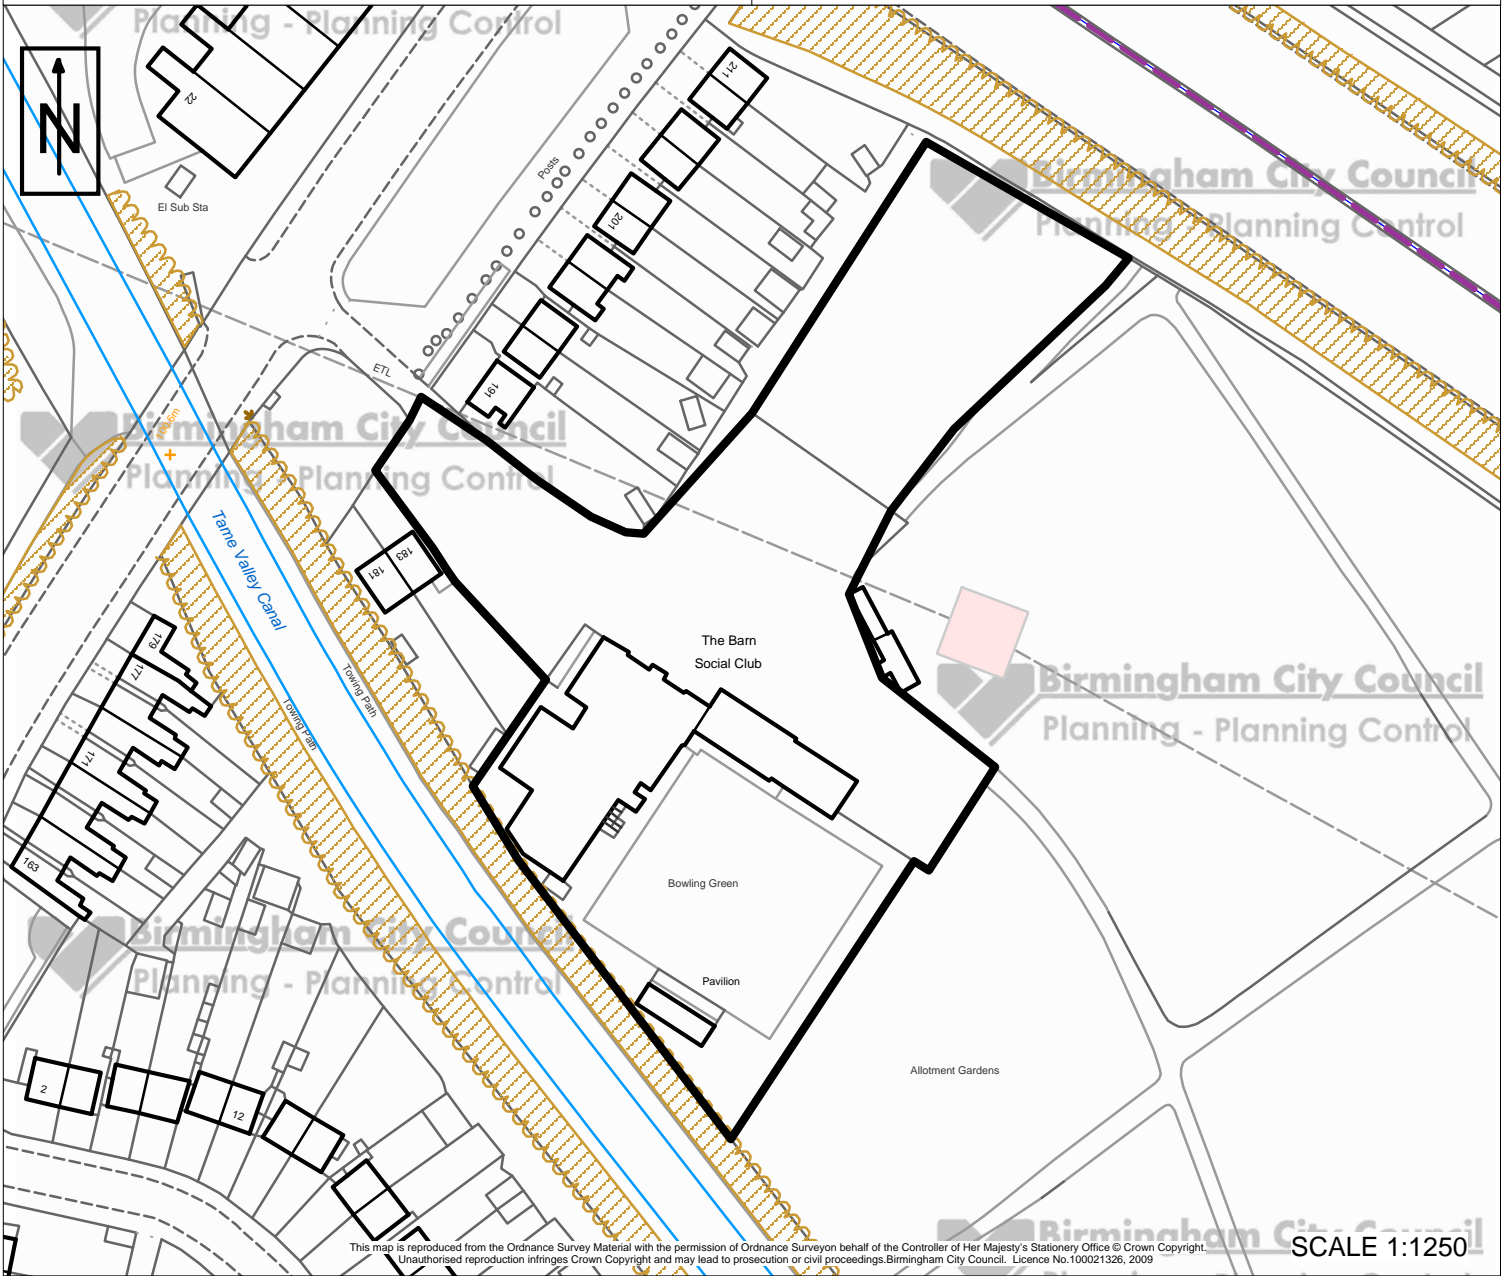 Planning - Planning Control
N
22
El Sub Sta
Posts
211
201
191
ETL
Birmingham City Council
Planning - Planning Control
Birmingham City Council
Planning - Planning Control
Tame Valley Canal
183
181
179
177
171
163
Towing Path
Towing Path
The Barn
Social Club
Birmingham City Council
Planning - Planning Control
Bowling Green
Birmingham City Council
Planning - Planning Control
Pavilion
Allotment Gardens
2
12
Birmingham City Council
SCALE 1:1250
This map is reproduced from the Ordnance Survey Material with the permission of Ordnance Surveyon behalf of the Controller of Her Majesty's Stationery Office © Crown Copyright.
Unauthorised reproduction infringes Crown Copyright and may lead to prosecution or civil proceedings.Birmingham City Council. Licence No.100021326, 2009